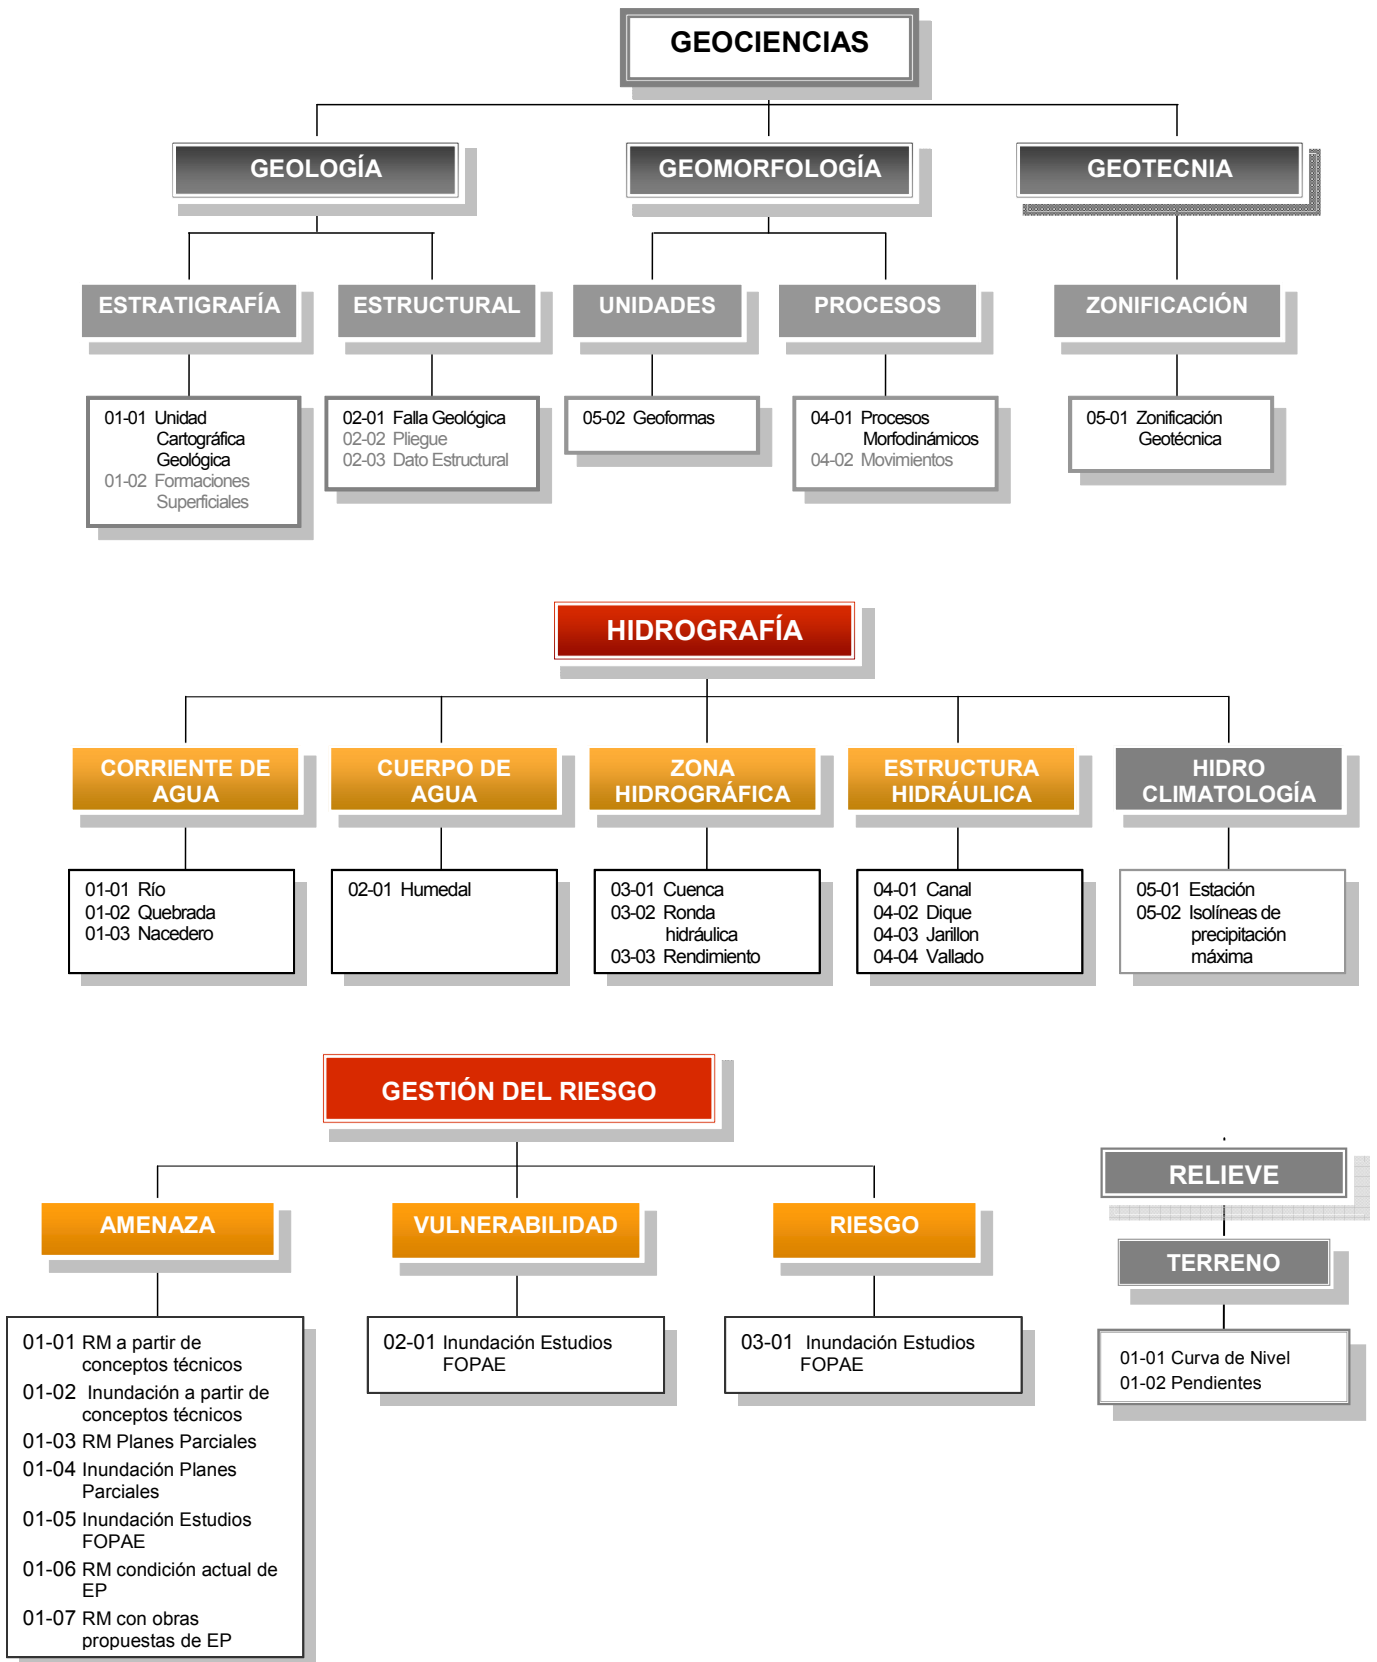 GEOCIENCIAS
GEOLOGÍA
GEOMORFOLOGÍA
GEOTECNIA
ESTRATIGRAFÍA
ESTRUCTURAL
UNIDADES
PROCESOS
ZONIFICACIÓN
01-01 Unidad
Cartográfica
Geológica
01-02 Formaciones
Superficiales
02-01 Falla Geológica
02-02 Pliegue
02-03 Dato Estructural
05-02 Geoformas
04-01 Procesos
Morfodinámicos
04-02 Movimientos
05-01 Zonificación
Geotécnica
HIDROGRAFÍA
CORRIENTE DE
AGUA
CUERPO DE
AGUA
ZONA
HIDROGRÁFICA
ESTRUCTURA
HIDRÁULICA
HIDRO
CLIMATOLOGÍA
01-01 Río
01-02 Quebrada
01-03 Nacedero
02-01 Humedal
03-01 Cuenca
03-02 Ronda
hidráulica
03-03 Rendimiento
04-01 Canal
04-02 Dique
04-03 Jarillon
04-04 Vallado
05-01 Estación
05-02 Isolíneas de
precipitación
máxima
GESTIÓN DEL RIESGO
AMENAZA
VULNERABILIDAD
RIESGO
01-01 RM a partir de
conceptos técnicos
01-02 Inundación a partir de
conceptos técnicos
01-03 RM Planes Parciales
01-04 Inundación Planes
Parciales
01-05 Inundación Estudios
FOPAE
01-06 RM condición actual de
EP
01-07 RM con obras
propuestas de EP
02-01 Inundación Estudios
FOPAE
03-01 Inundación Estudios
FOPAE
RELIEVE
TERRENO
01-01 Curva de Nivel
01-02 Pendientes